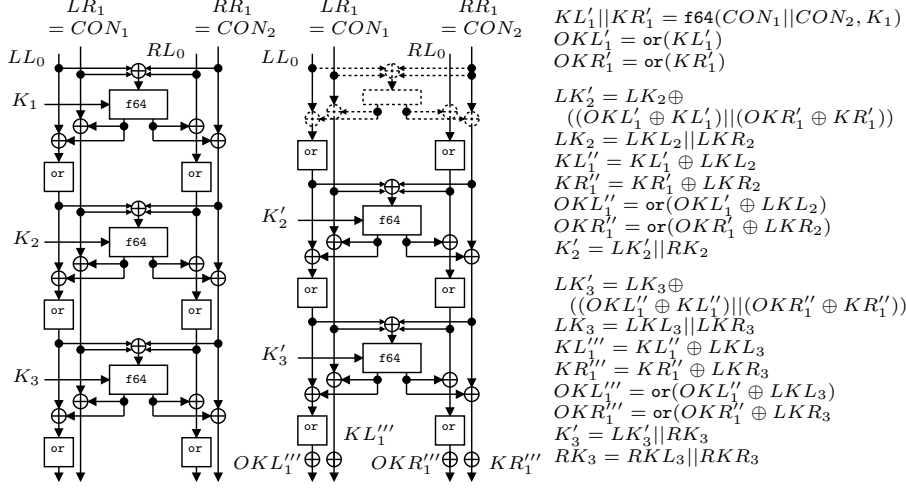 LR₁ RR₁ LR₁ RR₁
= CON₁ = CON₂ = CON₁ = CON₂
LL₀ RL₀ LL₀ RL₀
K₁ f64
or or or or
K₂ f64 K′₂ f64
or or or or
K₃ f64 K′₃ f64
or or or or
KL‴₁
OKL‴₁ OKR‴₁ KR‴₁
KL′₁||KR′₁ = f64(CON₁||CON₂, K₁)
OKL′₁ = or(KL′₁)
OKR′₁ = or(KR′₁)
LK′₂ = LK₂⊕
((OKL′₁ ⊕ KL′₁)||(OKR′₁ ⊕ KR′₁))
LK₂ = LKL₂||LKR₂
KL″₁ = KL′₁ ⊕ LKL₂
KR″₁ = KR′₁ ⊕ LKR₂
OKL″₁ = or(OKL′₁ ⊕ LKL₂)
OKR″₁ = or(OKR′₁ ⊕ LKR₂)
K′₂ = LK′₂||RK₂
LK′₃ = LK₃⊕
((OKL″₁ ⊕ KL″₁)||(OKR″₁ ⊕ KR″₁))
LK₃ = LKL₃||LKR₃
KL‴₁ = KL″₁ ⊕ LKL₃
KR‴₁ = KR″₁ ⊕ LKR₃
OKL‴₁ = or(OKL″₁ ⊕ LKL₃)
OKR‴₁ = or(OKR″₁ ⊕ LKR₃
K′₃ = LK′₃||RK₃
RK₃ = RKL₃||RKR₃